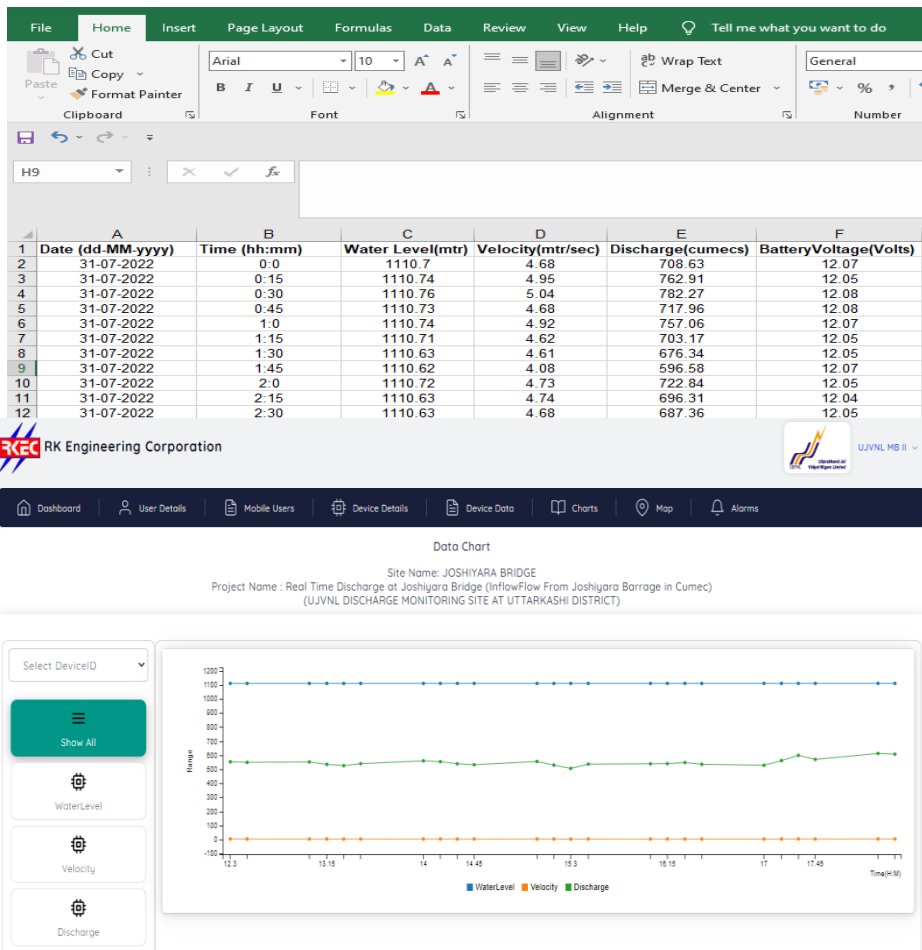 File Home Insert Page Layout Formulas Data Review View Help Tell me what you want to do
Cut
Copy
Format Painter
Paste
Arial 10 A A
B I U A
ab Wrap Text
Merge & Center
General
% ,
Clipboard Font Alignment Number
H9 fx
A B C D E F
1 Date (dd-MM-yyyy) Time (hh:mm) Water Level(mtr) Velocity(mtr/sec) Discharge(cumecs) BatteryVoltage(Volts)
2 31-07-2022 0:0 1110.7 4.68 708.63 12.07
3 31-07-2022 0:15 1110.74 4.95 762.91 12.05
4 31-07-2022 0:30 1110.76 5.04 782.27 12.08
5 31-07-2022 0:45 1110.73 4.68 717.96 12.08
6 31-07-2022 1:0 1110.74 4.92 757.06 12.07
7 31-07-2022 1:15 1110.71 4.62 703.17 12.05
8 31-07-2022 1:30 1110.63 4.61 676.34 12.05
9 31-07-2022 1:45 1110.62 4.08 596.58 12.07
10 31-07-2022 2:0 1110.72 4.73 722.84 12.05
11 31-07-2022 2:15 1110.63 4.74 696.31 12.04
12 31-07-2022 2:30 1110.63 4.68 687.36 12.05
RKEC RK Engineering Corporation
Uttarakhand Jal
Vidyut Nigam Limited
UJVNL MB II
Dashboard User Details Mobile Users Device Details Device Data Charts Map Alarms
Data Chart
Site Name: JOSHIYARA BRIDGE
Project Name : Real Time Discharge at Joshiyara Bridge (InflowFlow From Joshiyara Barrage in Cumec)
(UJVNL DISCHARGE MONITORING SITE AT UTTARKASHI DISTRICT)
Select DeviceID
Show All
WaterLevel
Velocity
Discharge
1200
1100
1000
900
800
700
600
500
400
300
200
100
0
-100
Range
12.3 13.15 14 14.45 15.3 16.15 17 17.45
Time(H:M)
WaterLevel Velocity Discharge